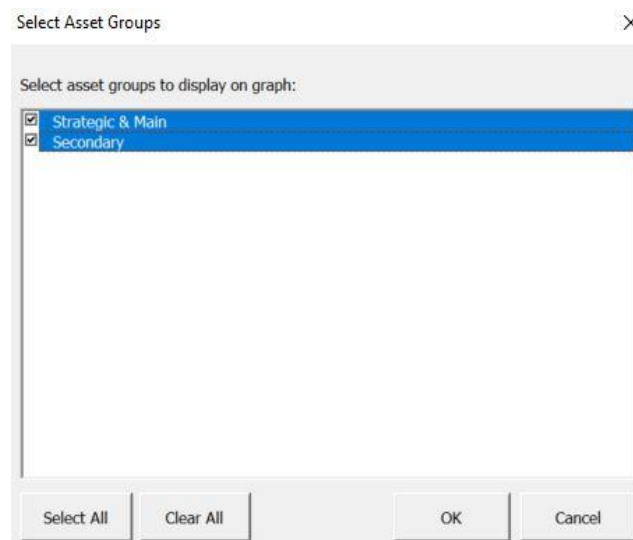 Select Asset Groups
Select asset groups to display on graph:
Strategic & Main
Secondary
Select All Clear All OK Cancel